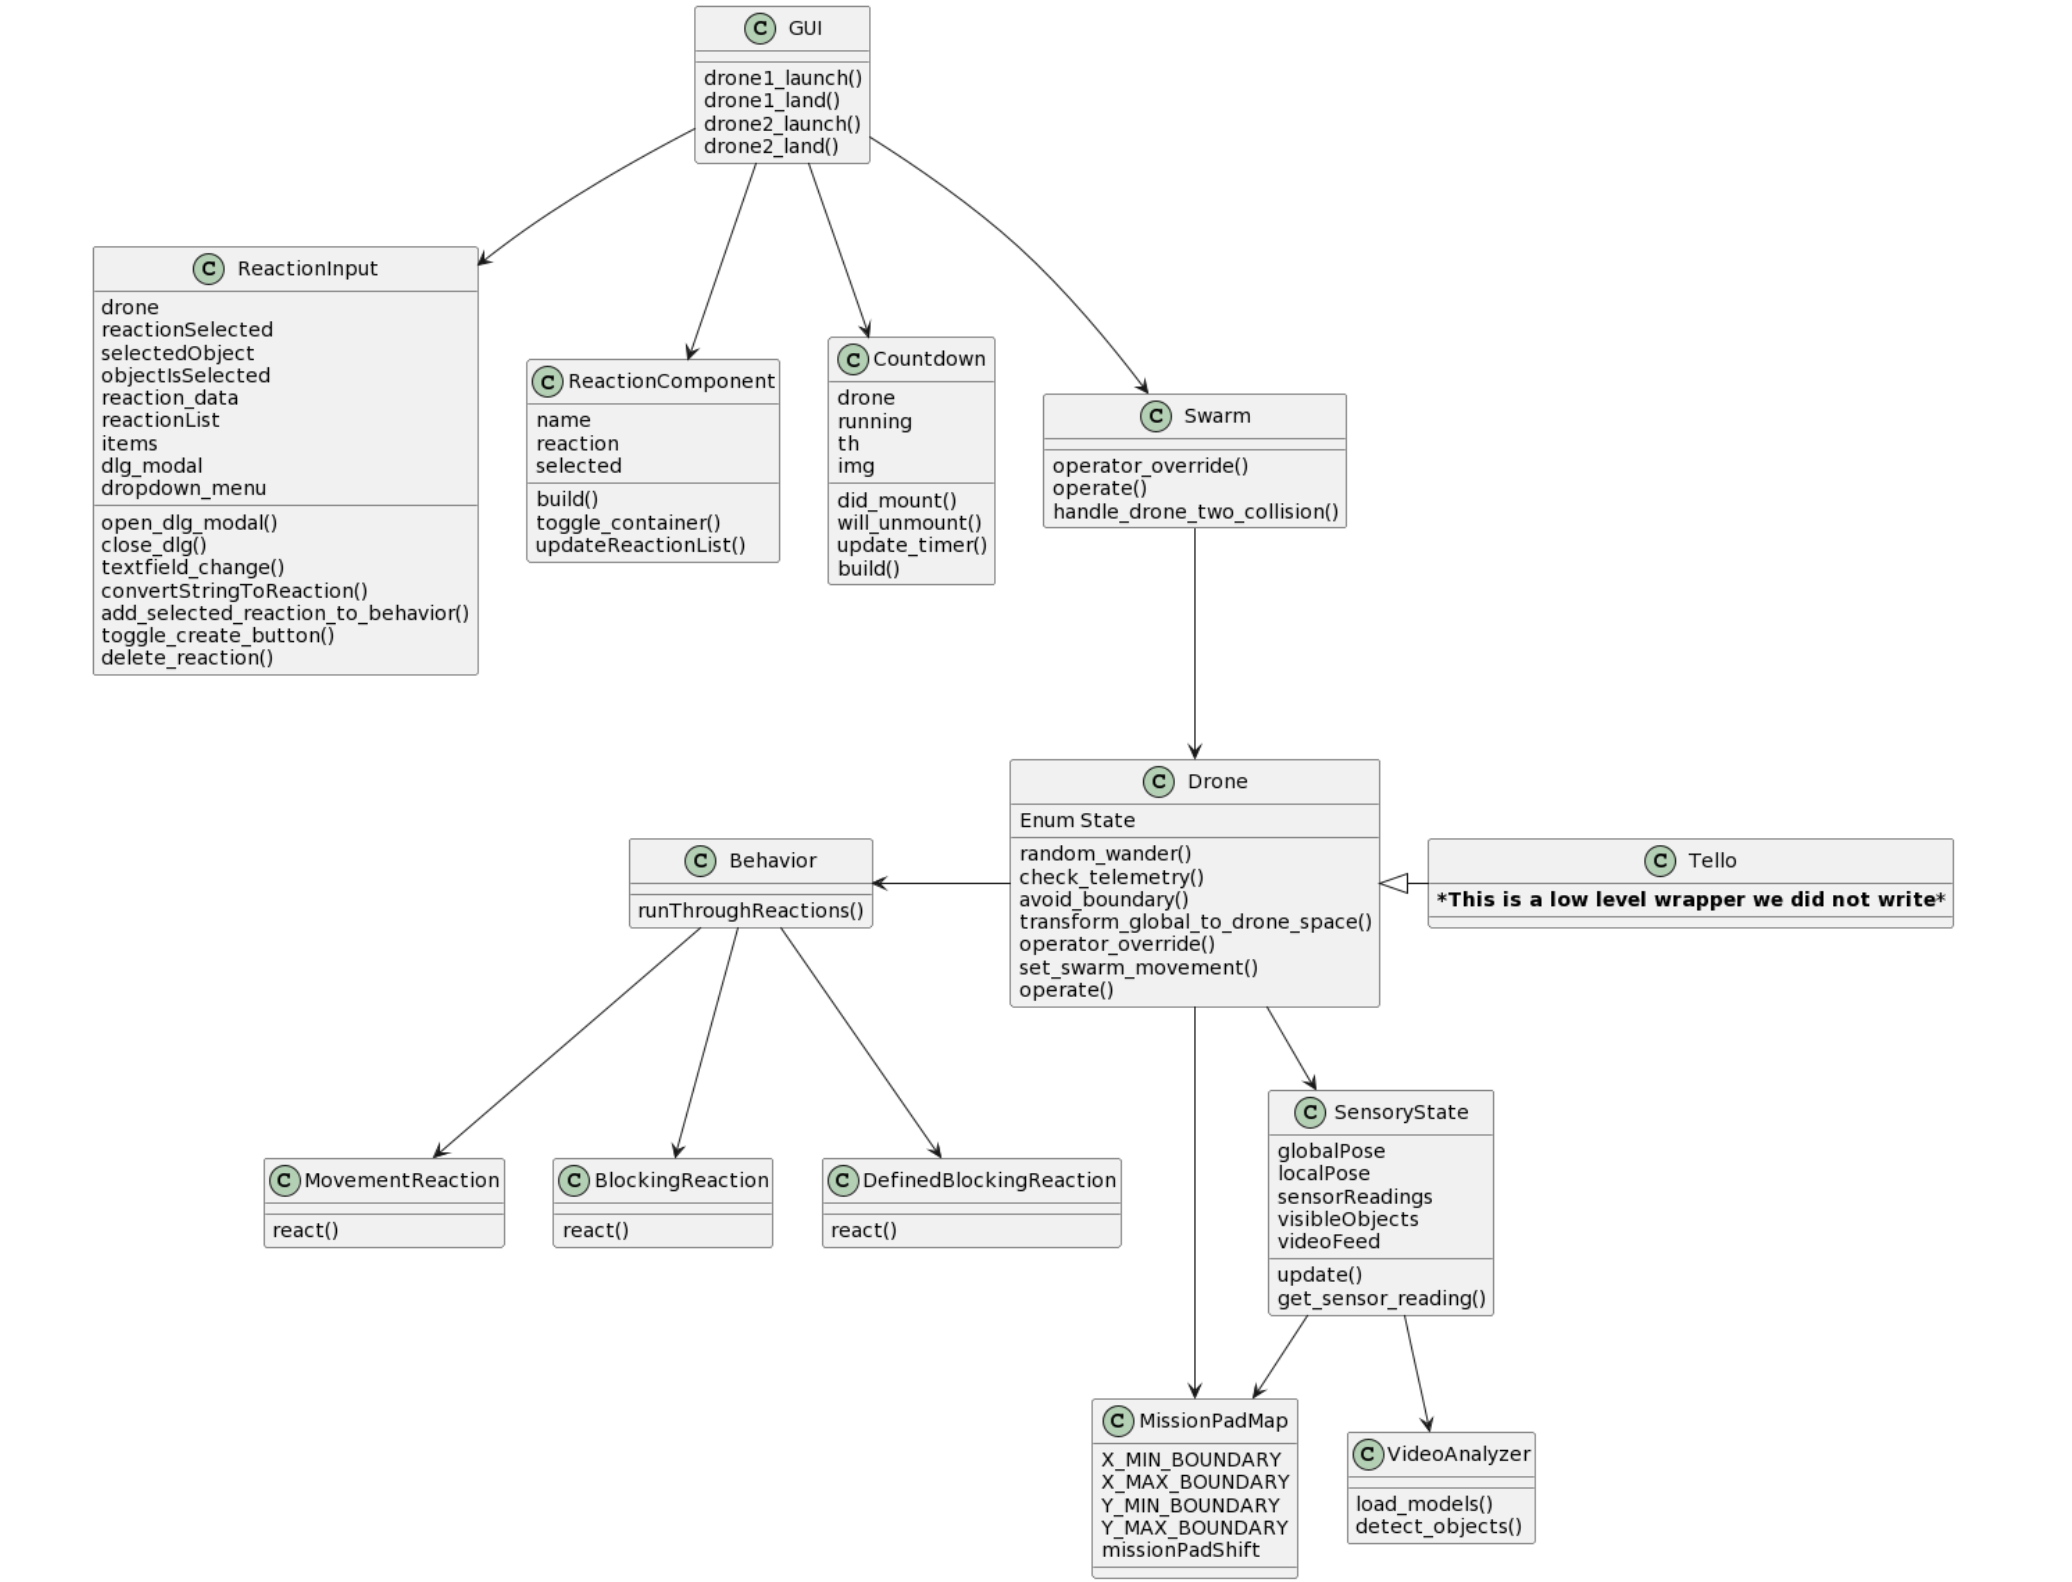 C GUI
drone1_launch()
drone1_land()
drone2_launch()
drone2_land()
C ReactionInput
drone
reactionSelected
selectedObject
objectIsSelected
reaction_data
reactionList
items
dlg_modal
dropdown_menu
open_dlg_modal()
close_dlg()
textfield_change()
convertStringToReaction()
add_selected_reaction_to_behavior()
toggle_create_button()
delete_reaction()
C ReactionComponent
name
reaction
selected
build()
toggle_container()
updateReactionList()
C Countdown
drone
running
th
img
did_mount()
will_unmount()
update_timer()
build()
C Swarm
operator_override()
operate()
handle_drone_two_collision()
C Drone
Enum State
random_wander()
check_telemetry()
avoid_boundary()
transform_global_to_drone_space()
operator_override()
set_swarm_movement()
operate()
C Behavior
runThroughReactions()
C Tello
*This is a low level wrapper we did not write*
C MovementReaction
react()
C BlockingReaction
react()
C DefinedBlockingReaction
react()
C SensoryState
globalPose
localPose
sensorReadings
visibleObjects
videoFeed
update()
get_sensor_reading()
C MissionPadMap
X_MIN_BOUNDARY
X_MAX_BOUNDARY
Y_MIN_BOUNDARY
Y_MAX_BOUNDARY
missionPadShift
C VideoAnalyzer
load_models()
detect_objects()